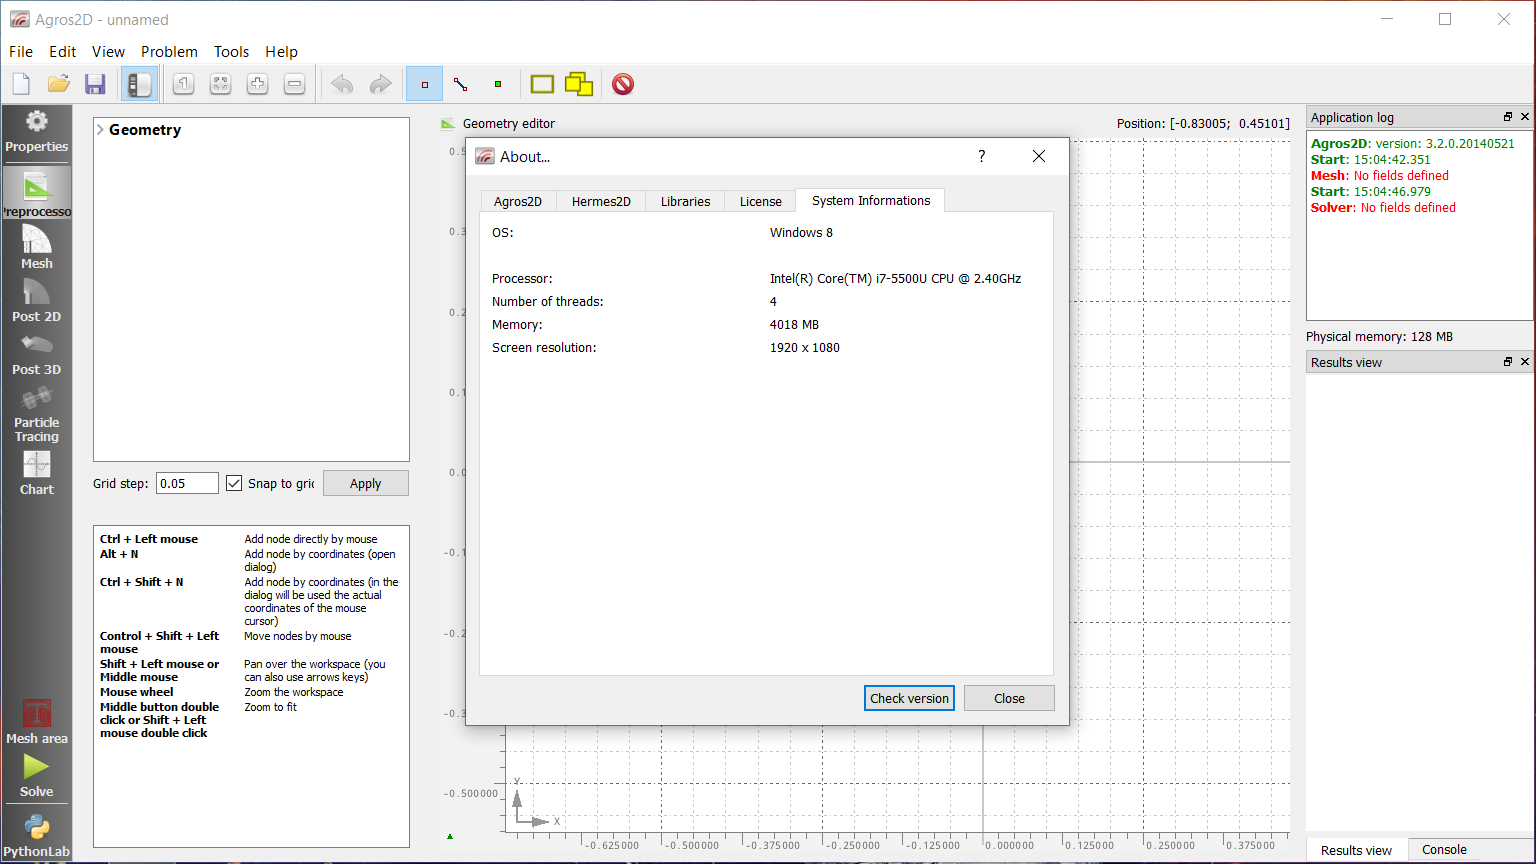 Agros2D - unnamed
File Edit View Problem Tools Help
1
Properties
Preprocesso
Mesh
Post 2D
Post 3D
Particle
Tracing
Chart
Mesh area
Solve
PythonLab
Geometry
Grid step: 0.05 Snap to gri Apply
Ctrl + Left mouse Add node directly by mouse
Alt + N Add node by coordinates (open
dialog)
Ctrl + Shift + N Add node by coordinates (in the
dialog will be used the actual
coordinates of the mouse
cursor)
Control + Shift + Left Move nodes by mouse
mouse
Shift + Left mouse or Pan over the workspace (you
Middle mouse can also use arrows keys)
Mouse wheel Zoom the workspace
Middle button double Zoom to fit
click or Shift + Left
mouse double click
Geometry editor Position: [-0.83005; 0.45101]
0.5
0.3
0.2
0.1
0.0
-0.1
-0.2
-0.3
-0.500000
Y
X
-0.625000 -0.500000 -0.375000 -0.250000 -0.125000 0.000000 0.125000 0.250000 0.375000
About... ?
Agros2D Hermes2D Libraries License System Informations
OS: Windows 8
Processor: Intel(R) Core(TM) i7-5500U CPU @ 2.40GHz
Number of threads: 4
Memory: 4018 MB
Screen resolution: 1920 x 1080
Check version Close
Application log
Agros2D: version: 3.2.0.20140521
Start: 15:04:42.351
Mesh: No fields defined
Start: 15:04:46.979
Solver: No fields defined
Physical memory: 128 MB
Results view
Results view Console